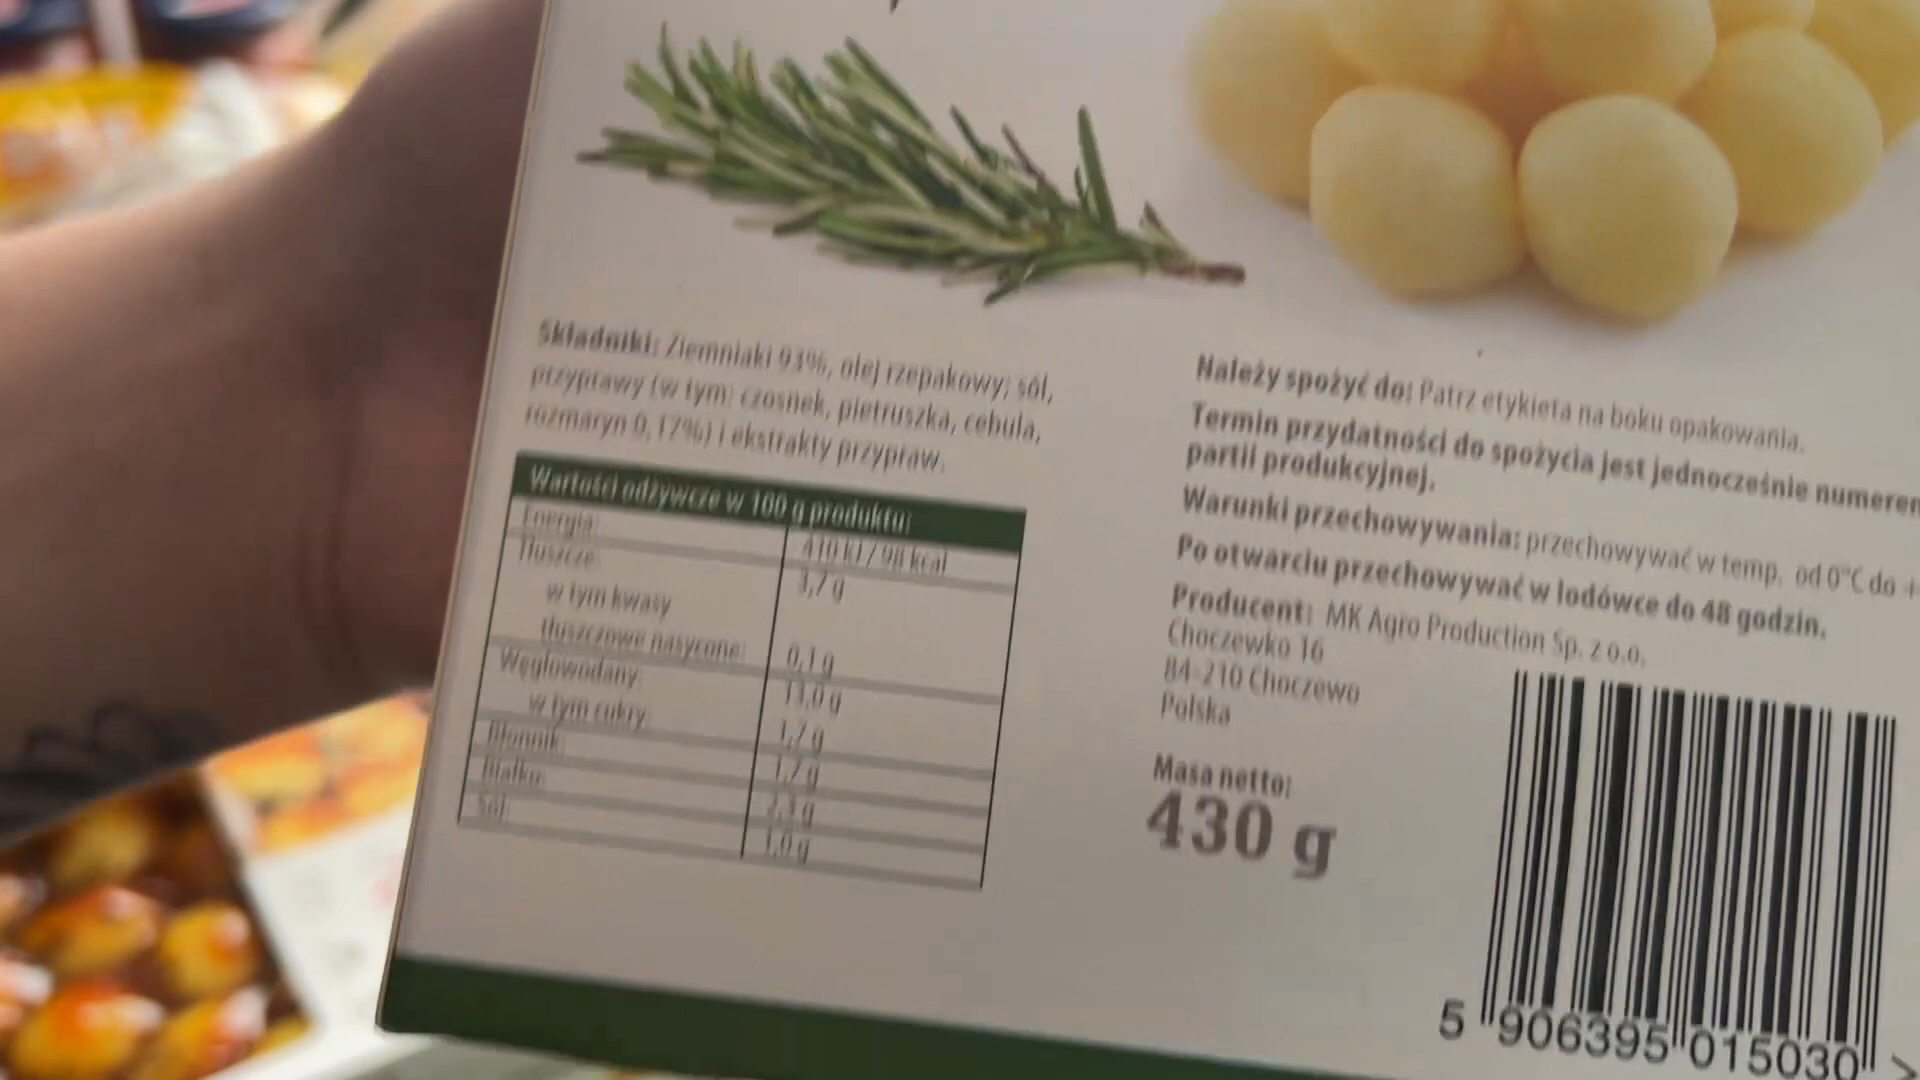 Składniki: Ziemniaki 93%, olej rzepakowy, sól,
przyprawy (w tym: czosnek, pietruszka, cebula,
rozmaryn 0,17%) i ekstrakty przypraw.
Wartości odżywcze w 100 g produktu:
Energia: 410 kJ / 98 kcal
Tłuszcze: 3,7 g
w tym kwasy
tłuszczowe nasycone: 0,1 g
Węglowodany: 13,0 g
w tym cukry: 1,7 g
Błonnik: 1,7 g
Białko: 2,3 g
Sól: 1,0 g
Należy spożyć do: Patrz etykieta na boku opakowania.
Termin przydatności do spożycia jest jednocześnie numerem
partii produkcyjnej.
Warunki przechowywania: przechowywać w temp. od 0°C do +
Po otwarciu przechowywać w lodówce do 48 godzin.
Producent: MK Agro Production Sp. z o.o.
Choczewko 16
84-210 Choczewo
Polska
Masa netto:
430 g
5 906395 015030 >